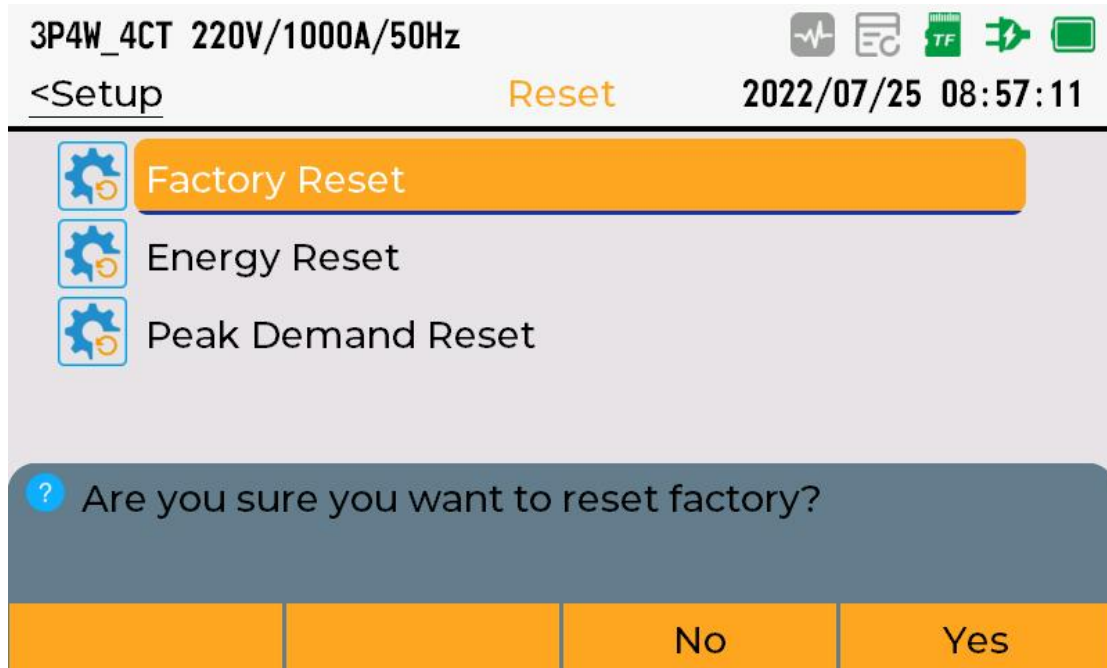 3P4W_4CT 220V/1000A/50Hz TF
<Setup Reset 2022/07/25 08:57:11
Factory Reset
Energy Reset
Peak Demand Reset
? Are you sure you want to reset factory?
No Yes